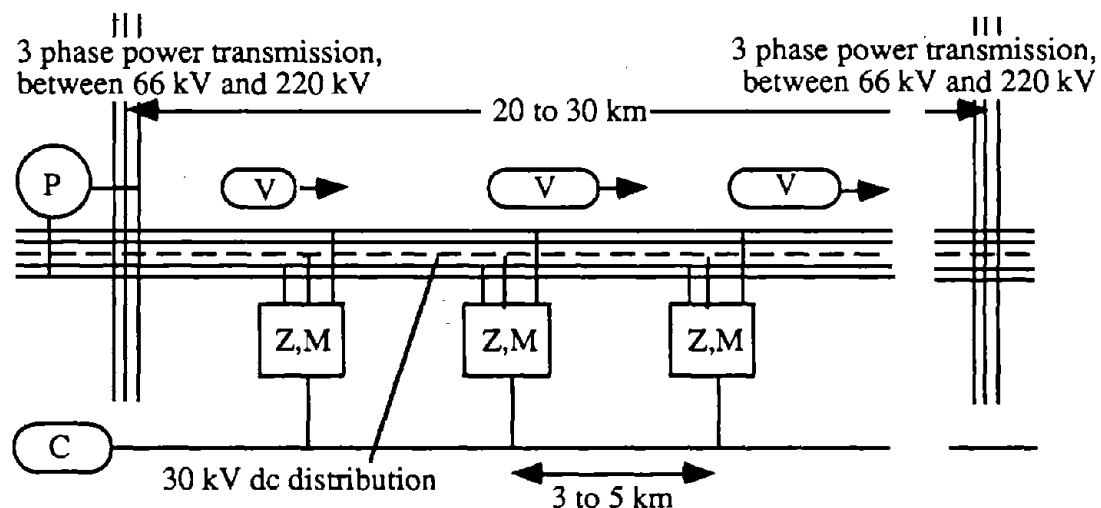 3 phase power transmission,
between 66 kV and 220 kV
3 phase power transmission,
between 66 kV and 220 kV
20 to 30 km
P
V
V
V
Z,M
Z,M
Z,M
C
30 kV dc distribution
3 to 5 km